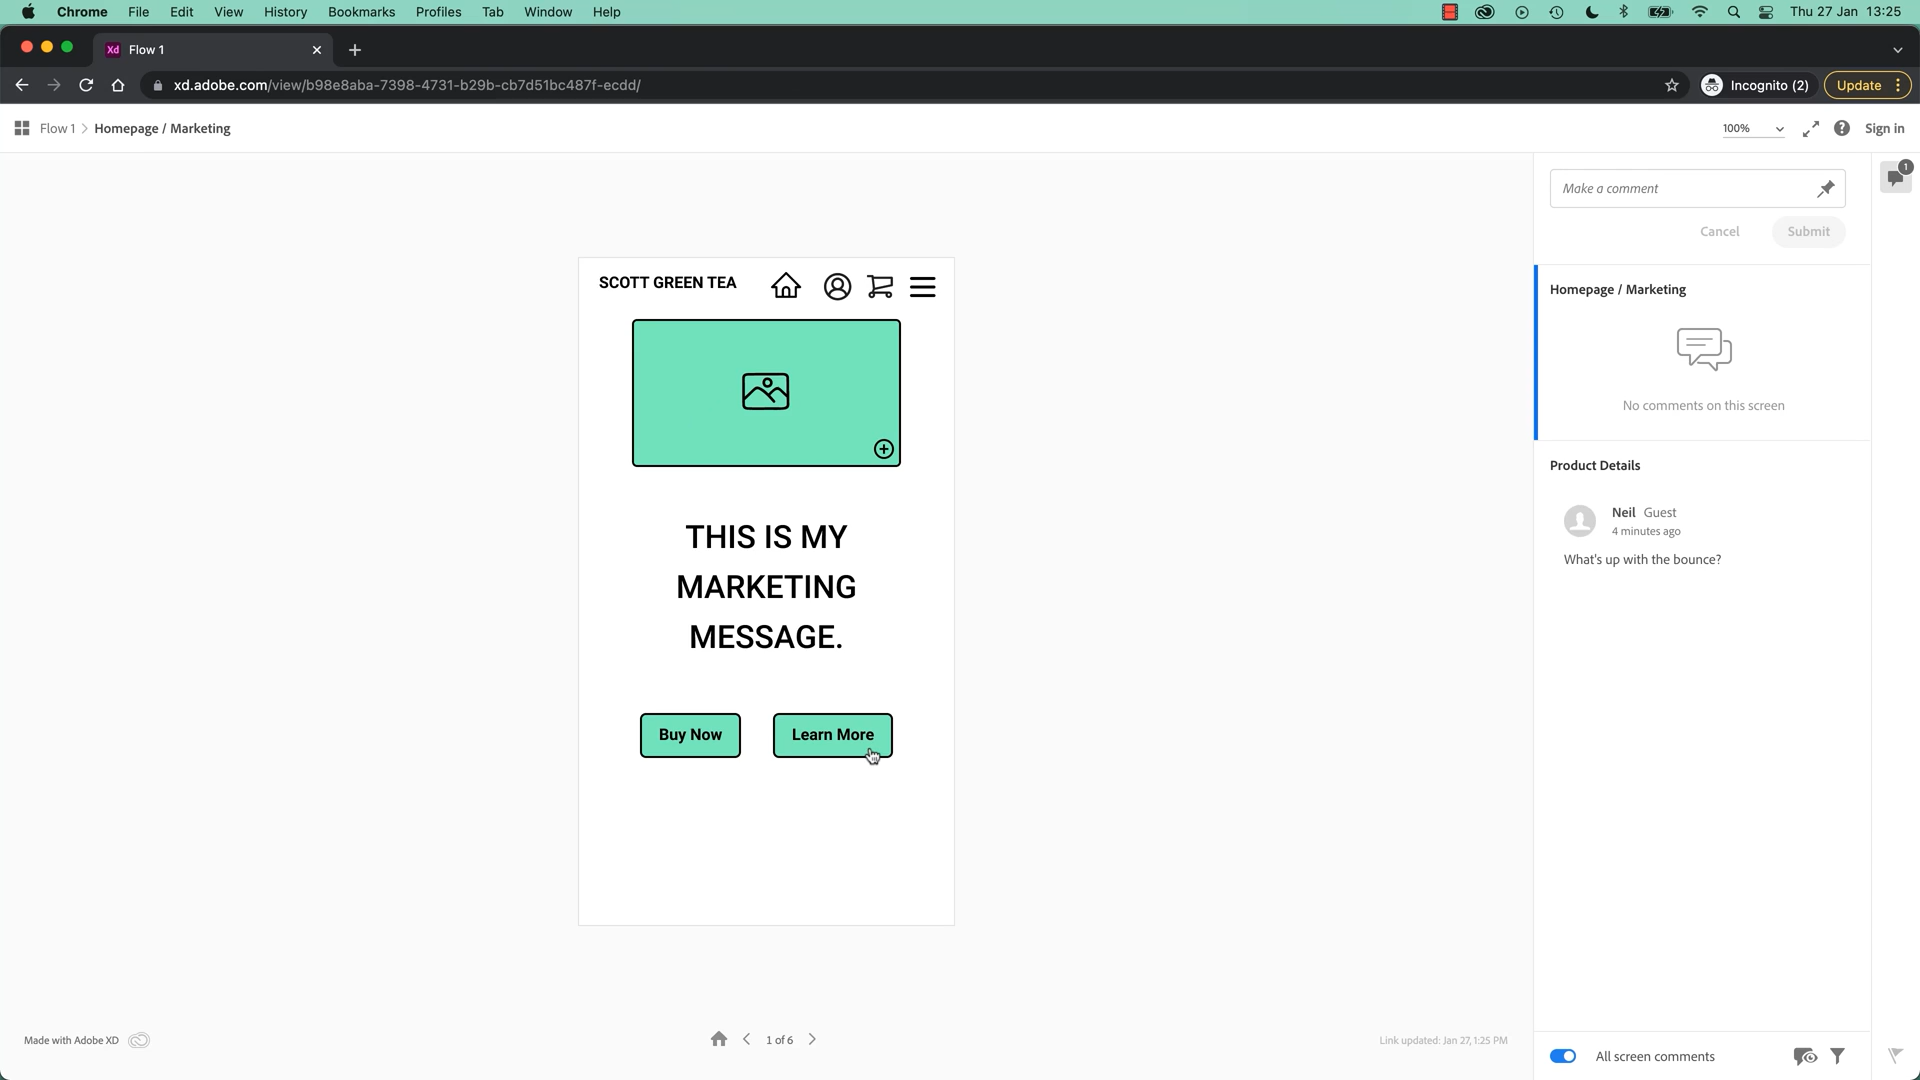 Chrome File Edit View History Bookmarks Profiles Tab Window Help Thu 27 Jan 13:25
Xd Flow 1
xd.adobe.com/view/b98e8aba-7398-4731-b29b-cb7d51bc487f-ecdd/ Incognito (2) Update
Flow 1 > Homepage / Marketing 100% ? Sign in
Make a comment
1
Cancel Submit
SCOTT GREEN TEA
THIS IS MY
MARKETING
MESSAGE.
Buy Now Learn More
Homepage / Marketing
No comments on this screen
Product Details
Neil Guest
4 minutes ago
What's up with the bounce?
Made with Adobe XD 1 of 6 Link updated: Jan 27, 1:25 PM
All screen comments